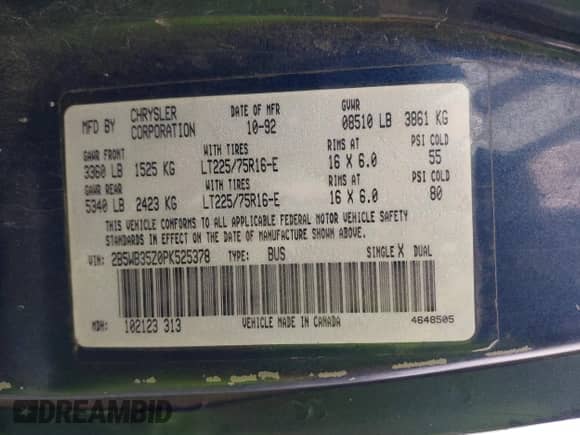 MFD BY CHRYSLER CORPORATION DATE OF MFR 10-92 GVWR 08510 LB 3861 KG
GAWR FRONT WITH TIRES RIMS AT PSI COLD
3360 LB 1525 KG LT225/75R16-E 16 X 6.0 55
GAWR REAR WITH TIRES RIMS AT PSI COLD
5340 LB 2423 KG LT225/75R16-E 16 X 6.0 80
THIS VEHICLE CONFORMS TO ALL APPLICABLE FEDERAL MOTOR VEHICLE SAFETY
STANDARDS IN EFFECT ON THE DATE OF MANUFACTURE SHOWN ABOVE.
VIN: 2B5WB35Z0PK525378 TYPE: BUS SINGLE X DUAL
MDH: 102123 313 VEHICLE MADE IN CANADA 4648505
DREAMBID